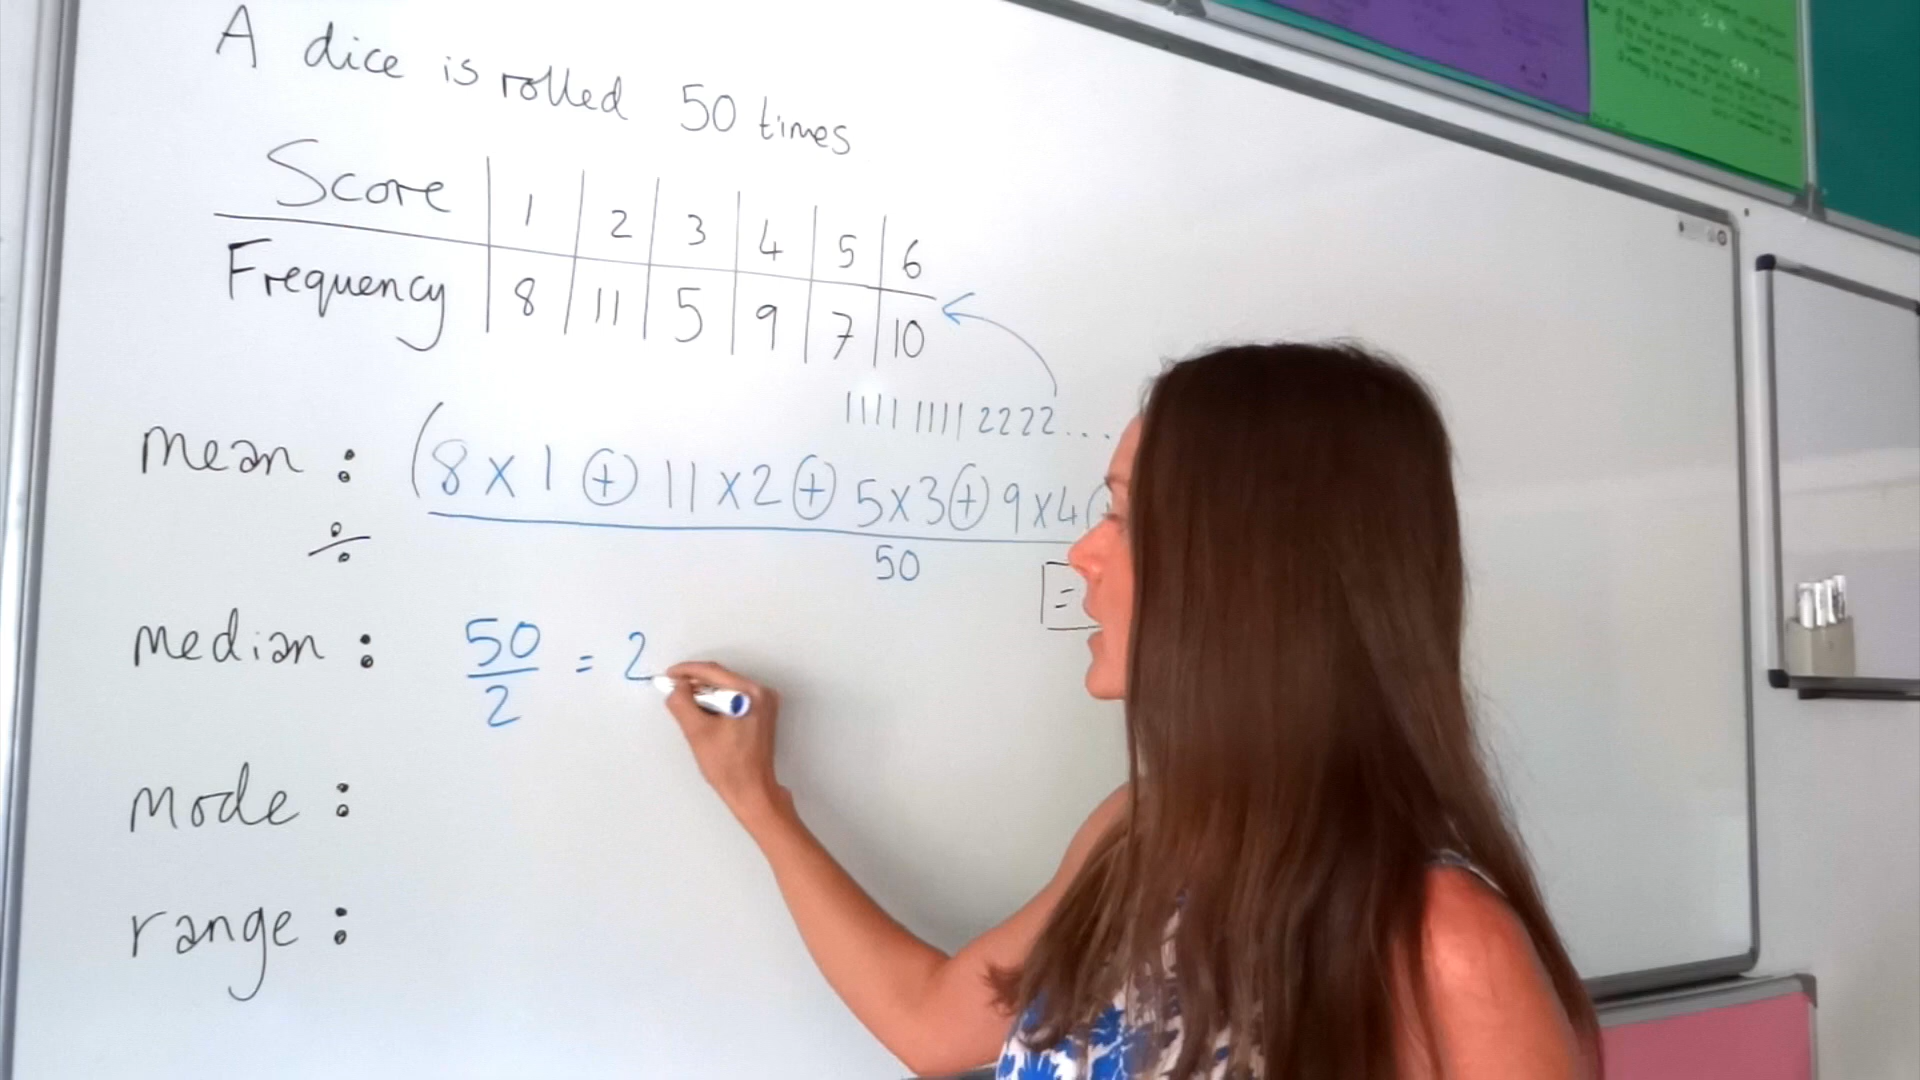 A dice is rolled 50 times
Score 1 2 3 4 5 6
Frequency 8 11 5 9 7 10
1111 1111 2222...
mean : (8 x 1 + 11 x 2 + 5 x 3 + 9 x 4
÷
50
=
median : 50/2 = 2
mode :
range :